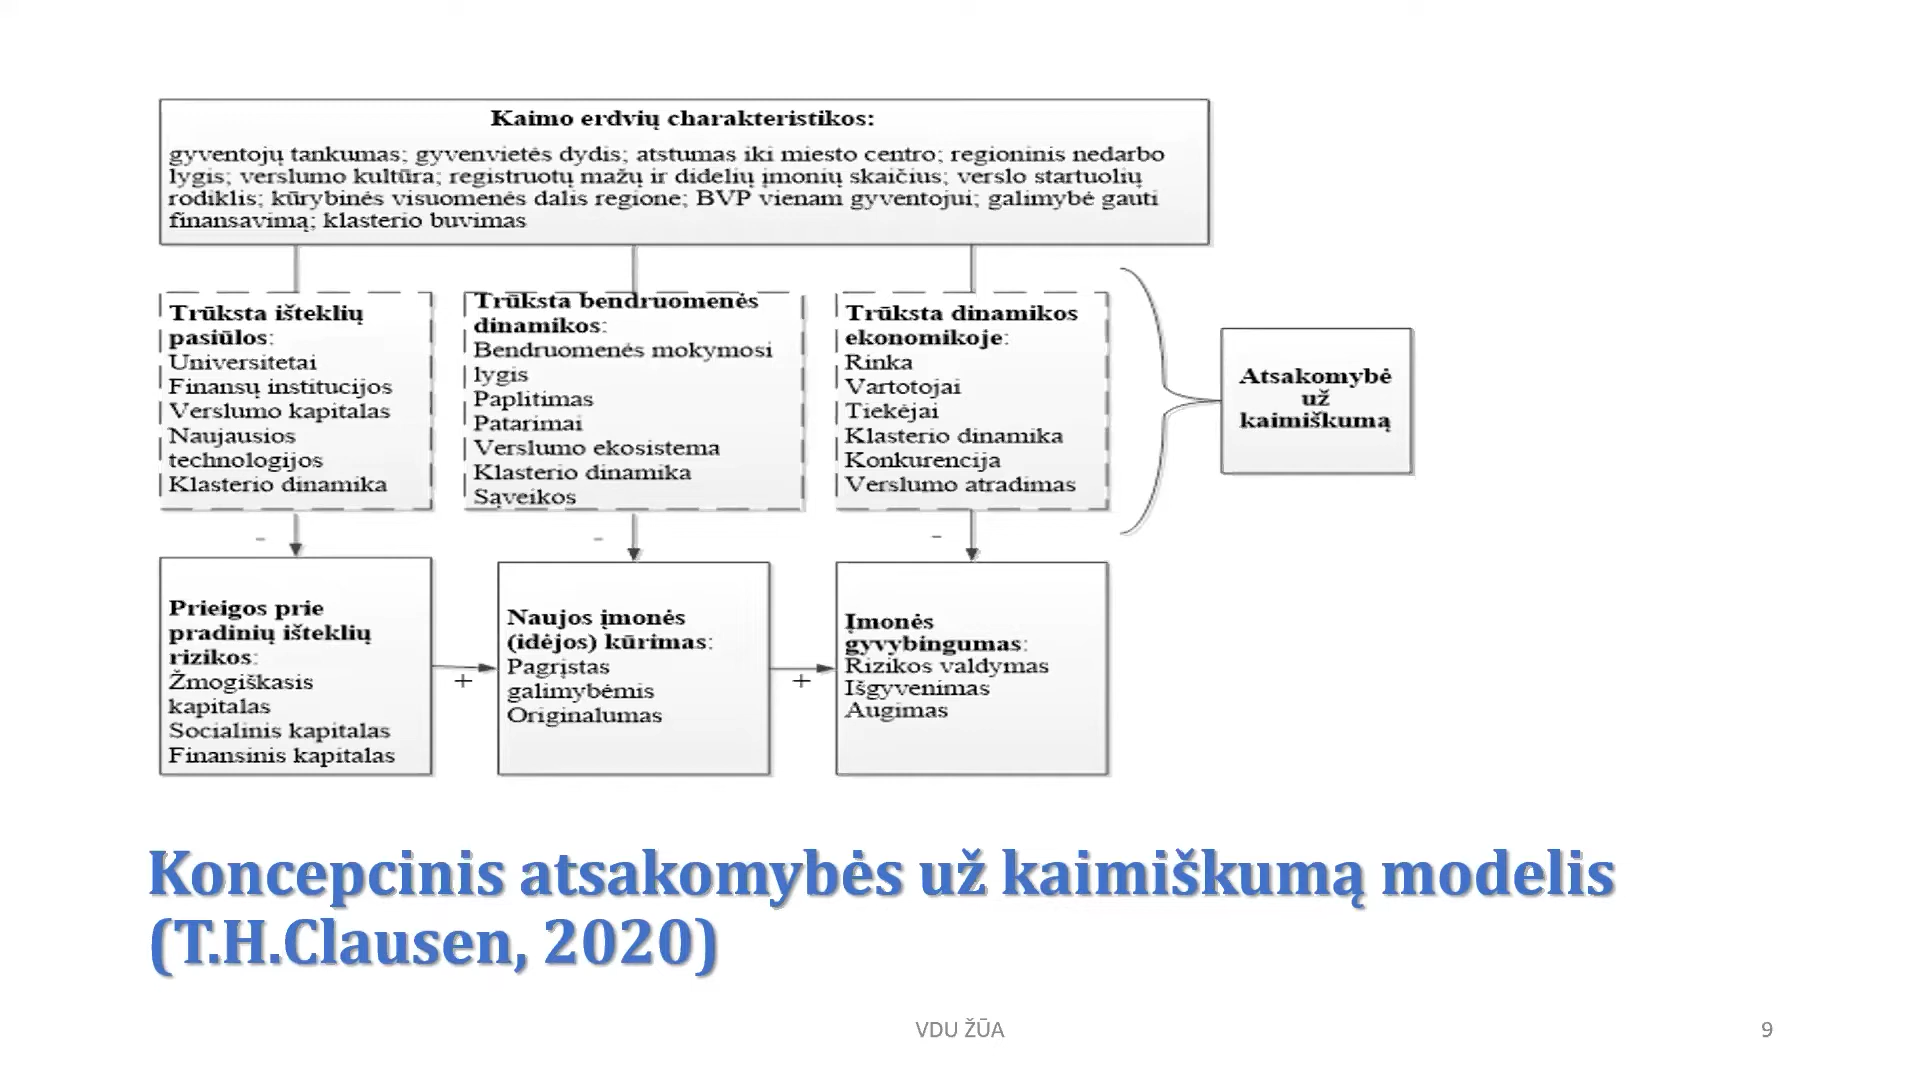 Kaimo erdvių charakteristikos:
gyventojų tankumas; gyvenvietės dydis; atstumas iki miesto centro; regioninis nedarbo
lygis; verslumo kultūra; registruotų mažų ir didelių įmonių skaičius; verslo startuolių
rodiklis; kūrybinės visuomenės dalis regione; BVP vienam gyventojui; galimybė gauti
finansavimą; klasterio buvimas
Trūksta išteklių
pasiūlos:
Universitetai
Finansų institucijos
Verslumo kapitalas
Naujausios
technologijos
Klasterio dinamika
Trūksta bendruomenės
dinamikos:
Bendruomenės mokymosi
lygis
Paplitimas
Patarimai
Verslumo ekosistema
Klasterio dinamika
Sąveikos
Trūksta dinamikos
ekonomikoje:
Rinka
Vartotojai
Tiekėjai
Klasterio dinamika
Konkurencija
Verslumo atradimas
Atsakomybė
už
kaimiškumą
-
-
-
Prieigos prie
pradinių išteklių
rizikos:
Žmogiškasis
kapitalas
Socialinis kapitalas
Finansinis kapitalas
+
Naujos įmonės
(idėjos) kūrimas:
Pagrįstas
galimybėmis
Originalumas
+
Įmonės
gyvybingumas:
Rizikos valdymas
Išgyvenimas
Augimas
Koncepcinis atsakomybės už kaimiškumą modelis
(T.H.Clausen, 2020)
VDU ŽŪA
9